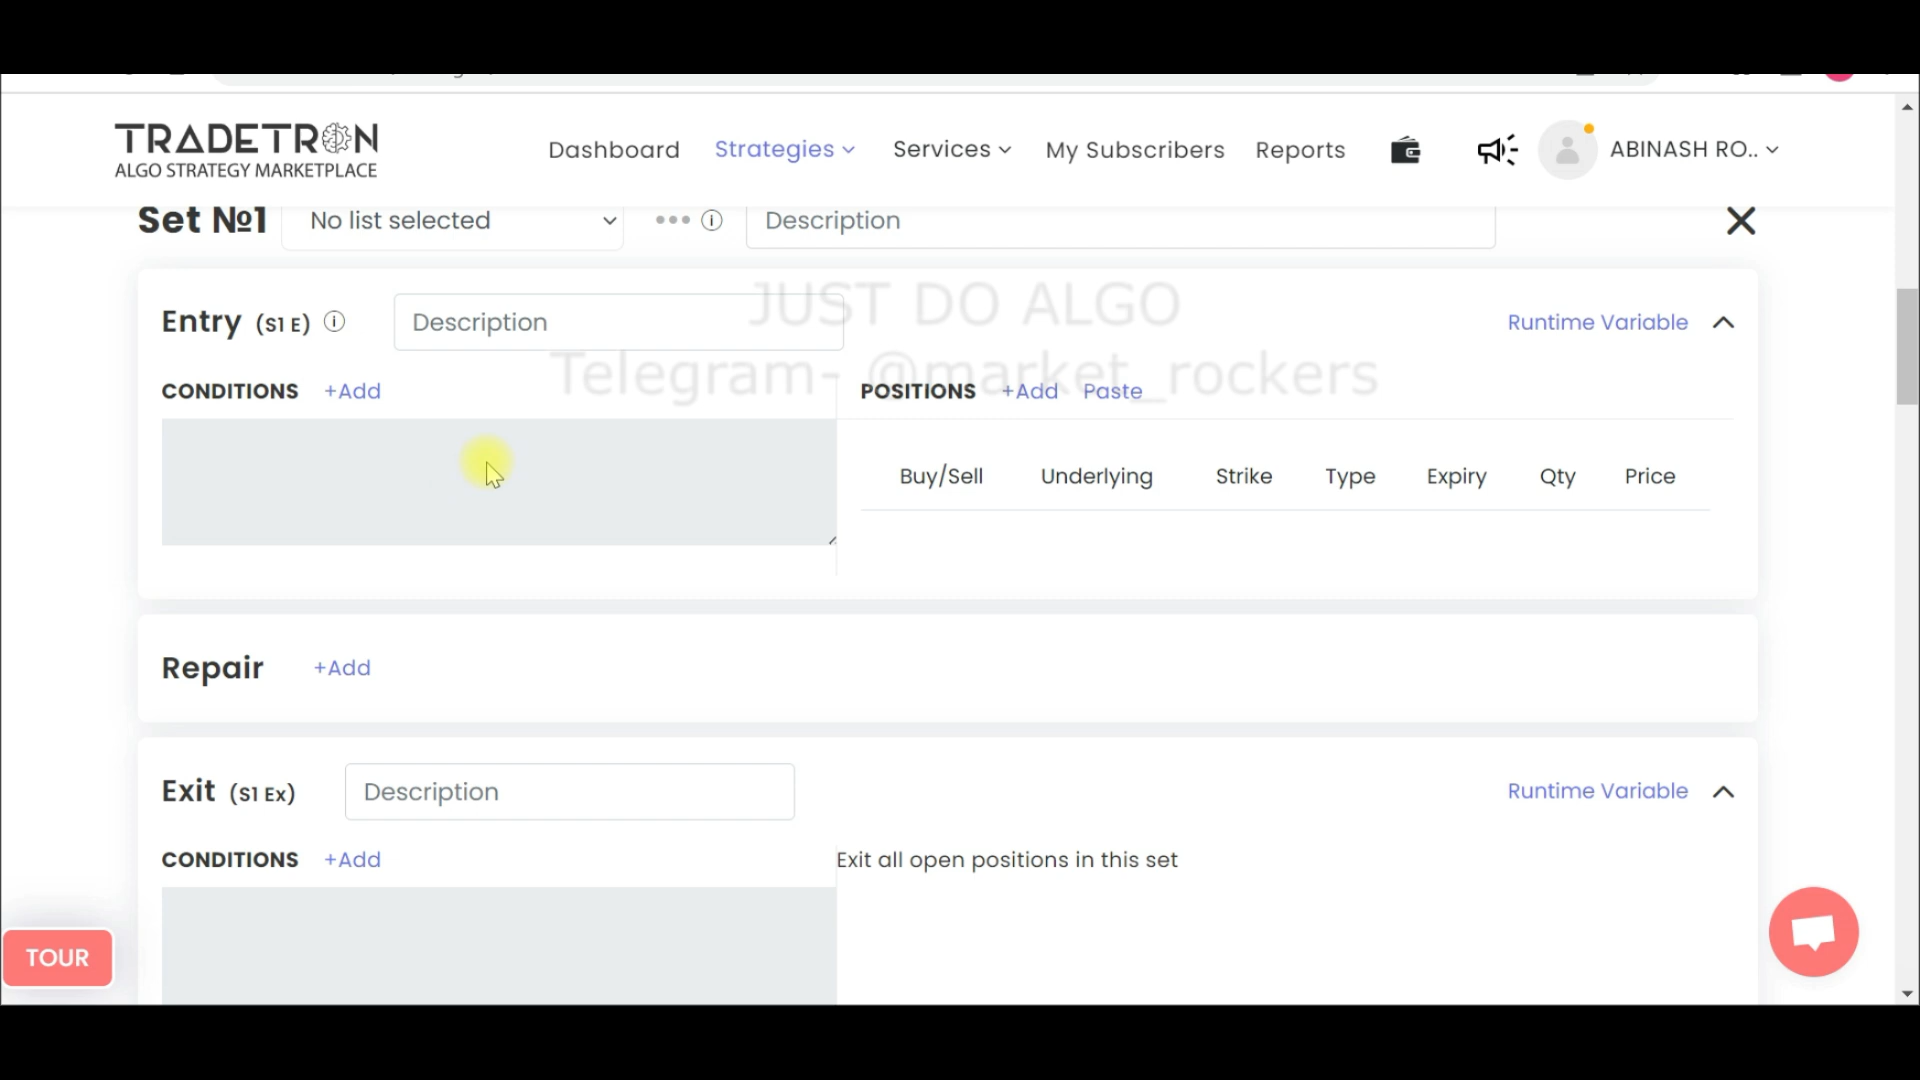 TRADETRON
ALGO STRATEGY MARKETPLACE
Dashboard Strategies Services My Subscribers Reports ABINASH RO..
Set №1 No list selected Description
JUST DO ALGO
Entry (S1 E) Description Runtime Variable
Telegram- @market_rockers
CONDITIONS +Add POSITIONS +Add Paste
Buy/Sell Underlying Strike Type Expiry Qty Price
Repair +Add
Exit (S1 Ex) Description Runtime Variable
CONDITIONS +Add Exit all open positions in this set
TOUR